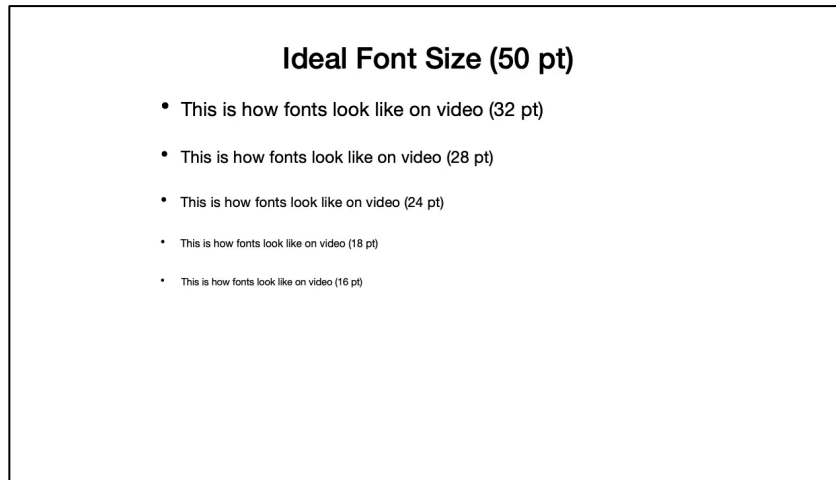 Ideal Font Size (50 pt)
• This is how fonts look like on video (32 pt)
• This is how fonts look like on video (28 pt)
• This is how fonts look like on video (24 pt)
• This is how fonts look like on video (18 pt)
• This is how fonts look like on video (16 pt)